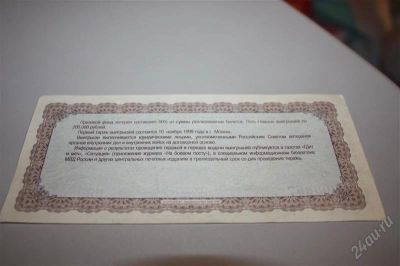 Призовой фонд лотереи составляет 50% от суммы реализованных билетов. Пять главных выигрышей по
200.000 рублей.
Первый тираж выигрышей состоится 10 ноября 1998 года в г. Москве.
Выигрыши выплачиваются юридическими лицами, уполномоченными Российским Советом ветеранов
органов внутренних дел и внутренних войск на договорной основе.
Информация о результатах проведения тиражей и порядке выдачи выигрышей публикуется в газетах «Щит
и меч», «Ситуация» (приложение журнала «На боевом посту»), в специальном информационном бюллетене
МВД России и других центральных печатных изданиях в трехнедельный срок со дня проведения тиража.
24au.ru